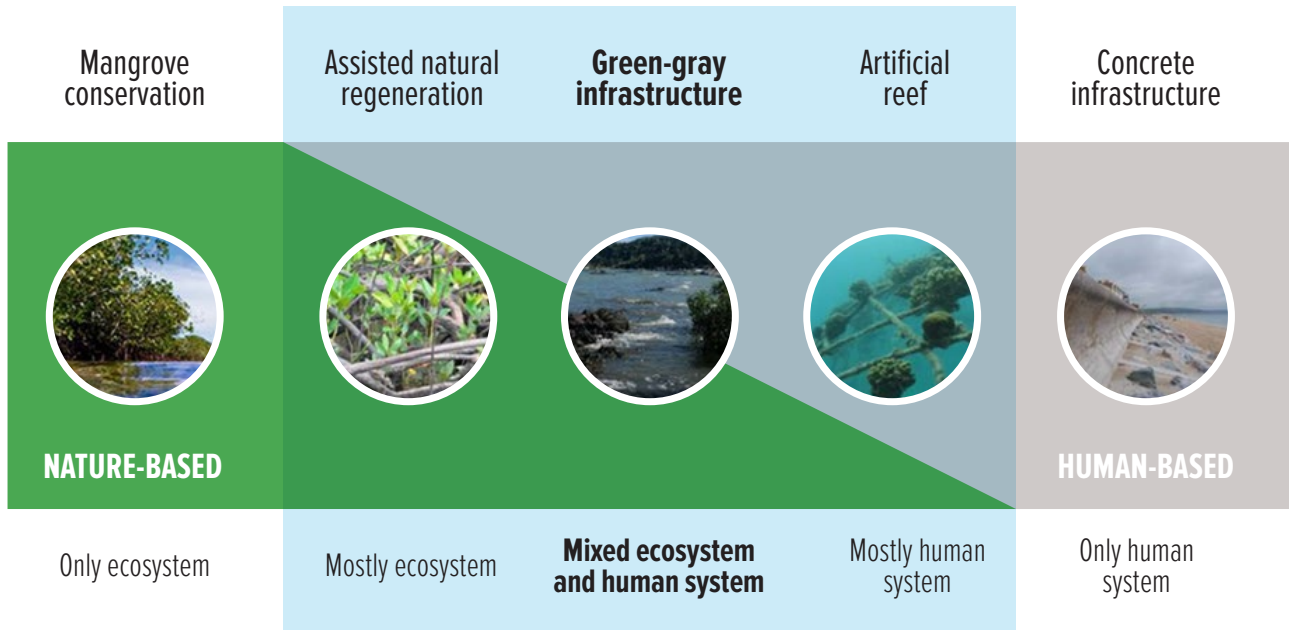 Mangrove
conservation
Assisted natural
regeneration
Green-gray
infrastructure
Artificial
reef
Concrete
infrastructure
NATURE-BASED
HUMAN-BASED
Only ecosystem
Mostly ecosystem
Mixed ecosystem
and human system
Mostly human
system
Only human
system